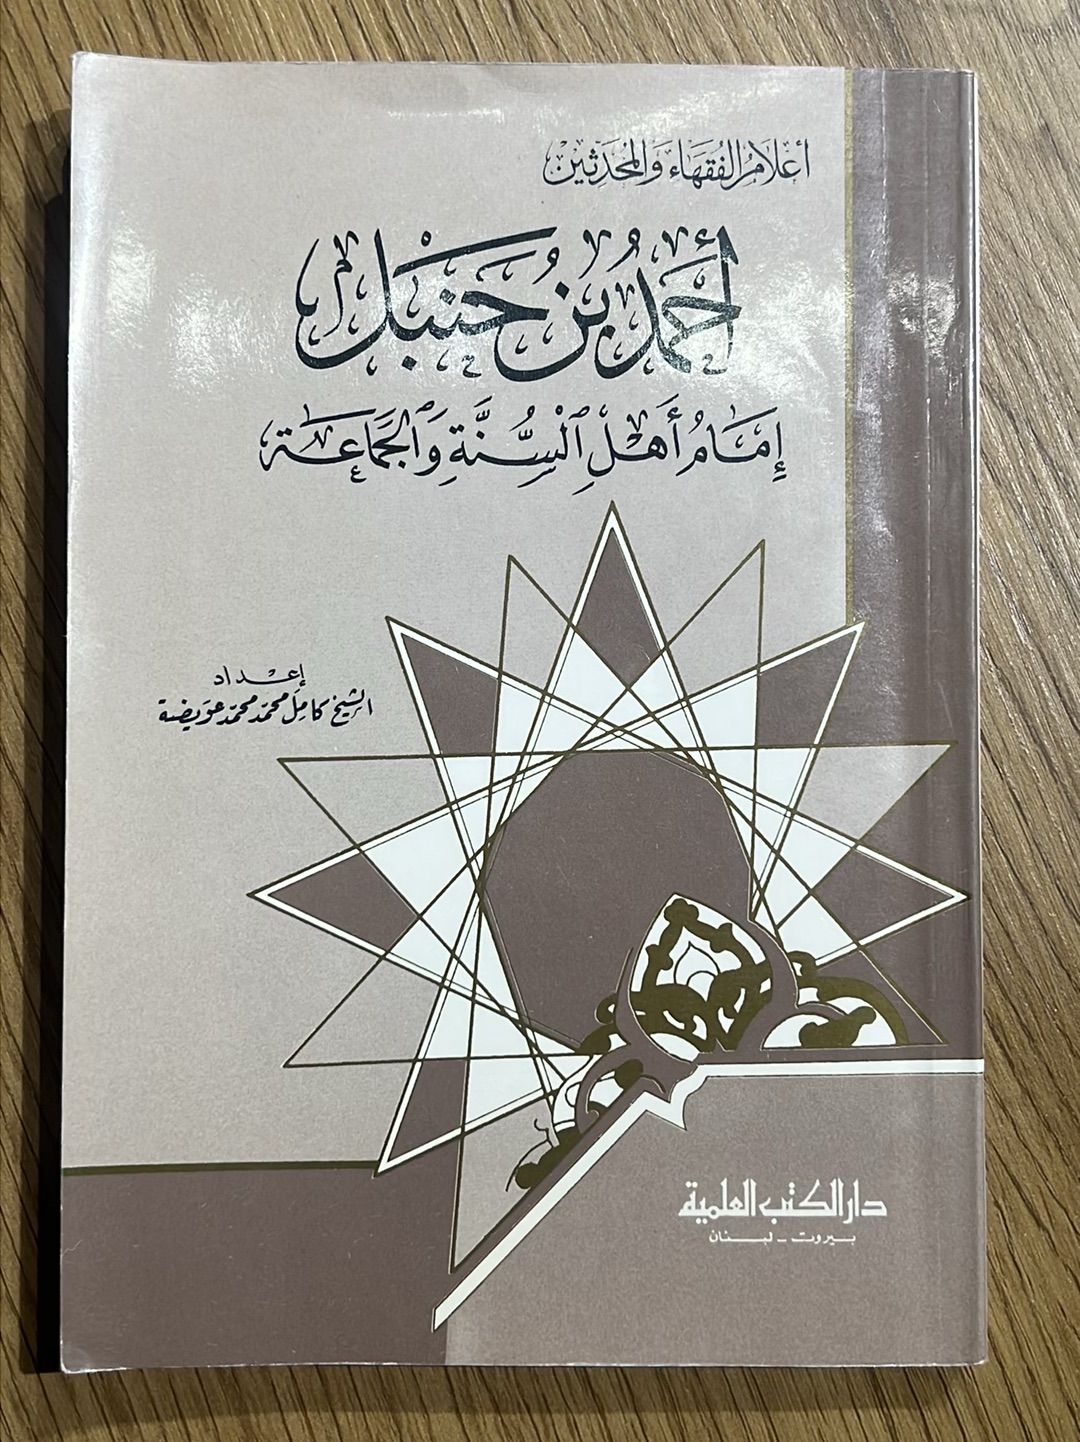 أعلام الفقهاء والمحدثين
أحمد بن حنبل
إمام أهل السنة والجماعة
إعداد
الشيخ كامل محمد محمد عويضة
دار الكتب العلمية
بيروت - لبنان